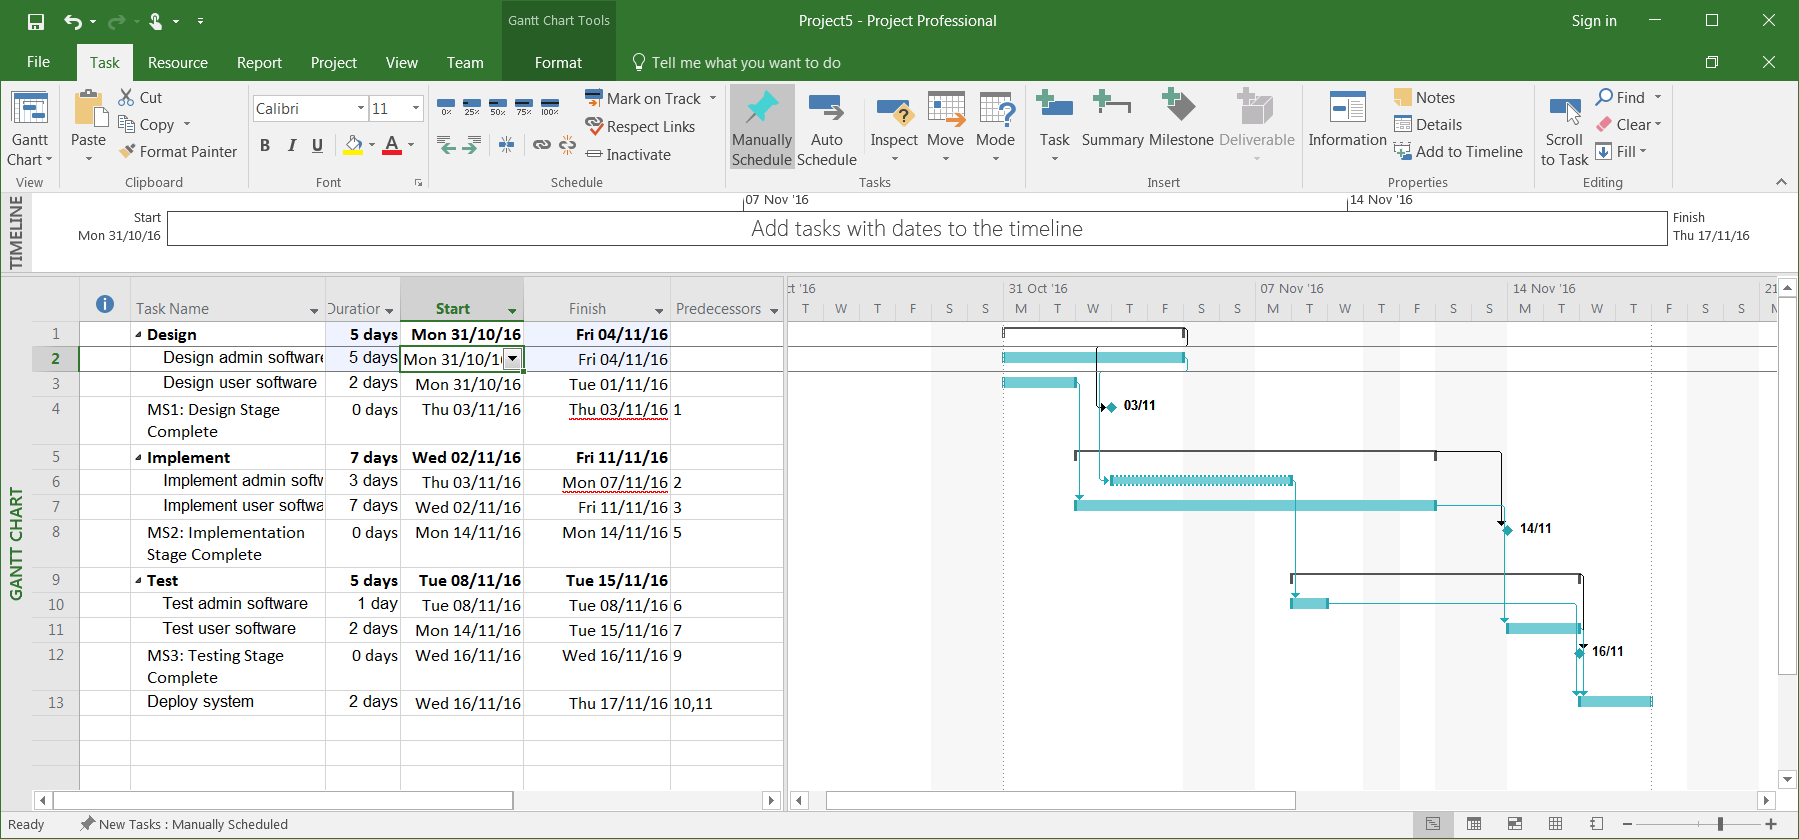 Gantt Chart Tools
Project5 - Project Professional
Sign in
File
Task
Resource
Report
Project
View
Team
Format
Tell me what you want to do
Gantt
Chart
View
Paste
Cut
Copy
Format Painter
Clipboard
Calibri
11
B I U
A
Font
0% 25% 50% 75% 100%
Mark on Track
Respect Links
Inactivate
Schedule
Manually
Schedule
Auto
Schedule
Inspect
Move
Mode
Tasks
Task
Summary
Milestone
Deliverable
Insert
Information
Notes
Details
Add to Timeline
Properties
Scroll
to Task
Find
Clear
Fill
Editing
TIMELINE
Start
Mon 31/10/16
07 Nov '16
14 Nov '16
Add tasks with dates to the timeline
Finish
Thu 17/11/16
GANTT CHART
Task Name Duration Start Finish Predecessors
1 Design 5 days Mon 31/10/16 Fri 04/11/16
2 Design admin software 5 days Mon 31/10/1 Fri 04/11/16
3 Design user software 2 days Mon 31/10/16 Tue 01/11/16
4 MS1: Design Stage 0 days Thu 03/11/16 Thu 03/11/16 1
Complete
5 Implement 7 days Wed 02/11/16 Fri 11/11/16
6 Implement admin softw 3 days Thu 03/11/16 Mon 07/11/16 2
7 Implement user softwa 7 days Wed 02/11/16 Fri 11/11/16 3
8 MS2: Implementation 0 days Mon 14/11/16 Mon 14/11/16 5
Stage Complete
9 Test 5 days Tue 08/11/16 Tue 15/11/16
10 Test admin software 1 day Tue 08/11/16 Tue 08/11/16 6
11 Test user software 2 days Mon 14/11/16 Tue 15/11/16 7
12 MS3: Testing Stage 0 days Wed 16/11/16 Wed 16/11/16 9
Complete
13 Deploy system 2 days Wed 16/11/16 Thu 17/11/16 10,11
ct '16 31 Oct '16 07 Nov '16 14 Nov '16 21
T W T F S S M T W T F S S M T W T F S S M T W T F S S M
03/11
14/11
16/11
Ready
New Tasks : Manually Scheduled